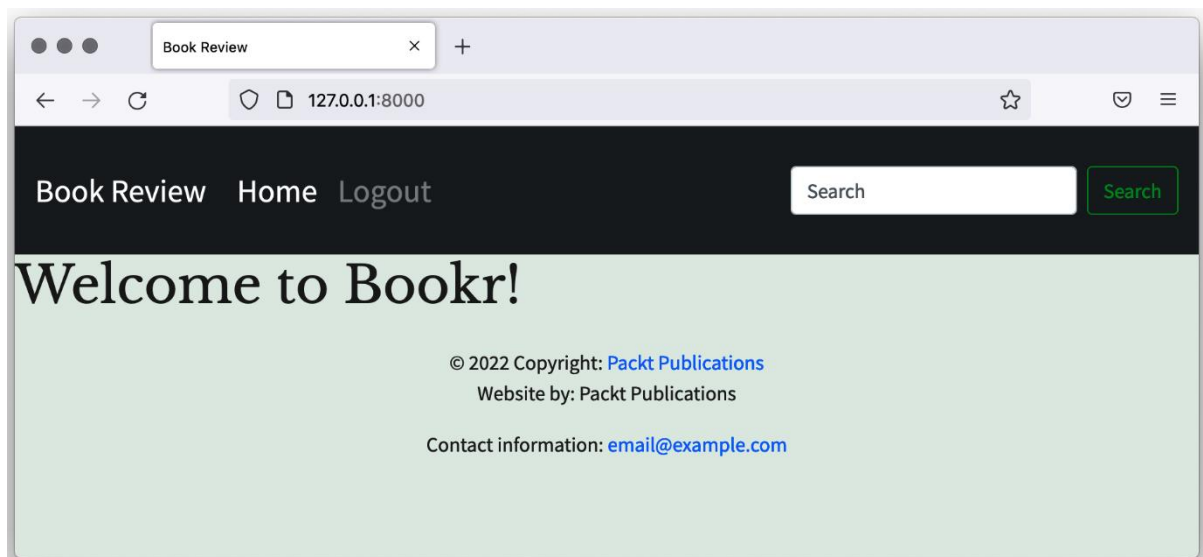 Book Review
127.0.0.1:8000
Book Review Home Logout Search Search
Welcome to Bookr!
© 2022 Copyright: Packt Publications
Website by: Packt Publications
Contact information: email@example.com